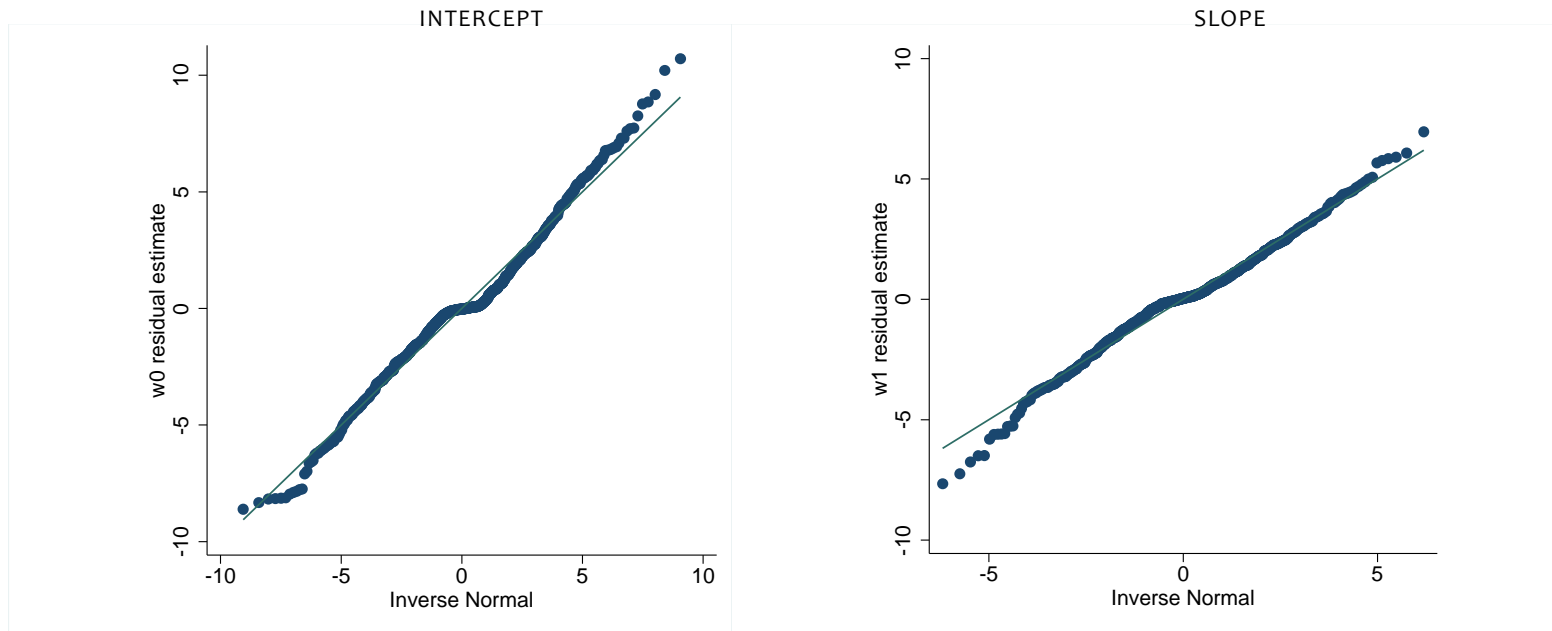 INTERCEPT
10
5
0
-5
-10
w0 residual estimate
-10 -5 0 5 10
Inverse Normal
SLOPE
10
5
0
-5
-10
w1 residual estimate
-5 0 5
Inverse Normal